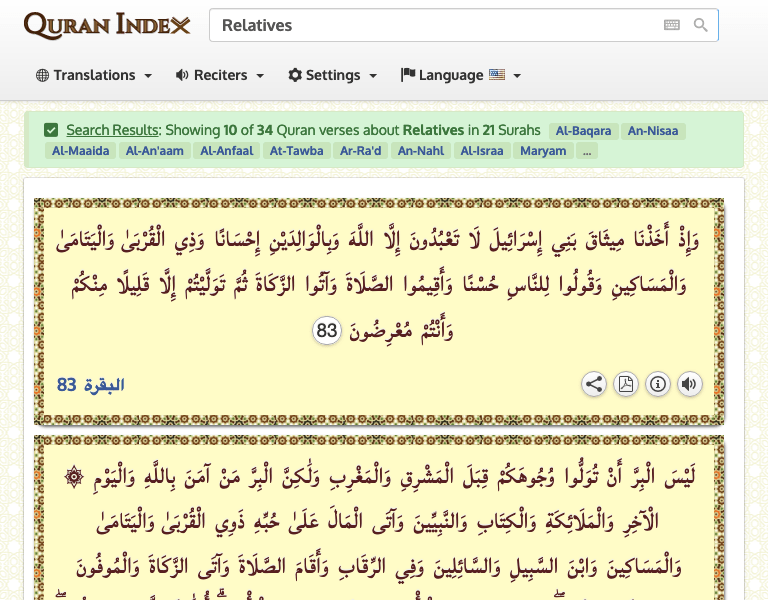 QURAN INDEX
Relatives
Translations Reciters Settings Language
Search Results: Showing 10 of 34 Quran verses about Relatives in 21 Surahs Al-Baqara An-Nisaa
Al-Maaida Al-An'aam Al-Anfaal At-Tawba Ar-Ra'd An-Nahl Al-Israa Maryam ...
وَإِذْ أَخَذْنَا مِيثَاقَ بَنِي إِسْرَائِيلَ لَا تَعْبُدُونَ إِلَّا اللَّهَ وَبِالْوَالِدَيْنِ إِحْسَانًا وَذِي الْقُرْبَىٰ وَالْيَتَامَىٰ
وَالْمَسَاكِينِ وَقُولُوا لِلنَّاسِ حُسْنًا وَأَقِيمُوا الصَّلَاةَ وَآتُوا الزَّكَاةَ ثُمَّ تَوَلَّيْتُمْ إِلَّا قَلِيلًا مِنْكُمْ
وَأَنْتُمْ مُعْرِضُونَ 83
البقرة 83
لَيْسَ الْبِرَّ أَنْ تُوَلُّوا وُجُوهَكُمْ قِبَلَ الْمَشْرِقِ وَالْمَغْرِبِ وَلَٰكِنَّ الْبِرَّ مَنْ آمَنَ بِاللَّهِ وَالْيَوْمِ ۞
الْآخِرِ وَالْمَلَائِكَةِ وَالْكِتَابِ وَالنَّبِيِّينَ وَآتَى الْمَالَ عَلَىٰ حُبِّهِ ذَوِي الْقُرْبَىٰ وَالْيَتَامَىٰ
وَالْمَسَاكِينَ وَابْنَ السَّبِيلِ وَالسَّائِلِينَ وَفِي الرِّقَابِ وَأَقَامَ الصَّلَاةَ وَآتَى الزَّكَاةَ وَالْمُوفُونَ